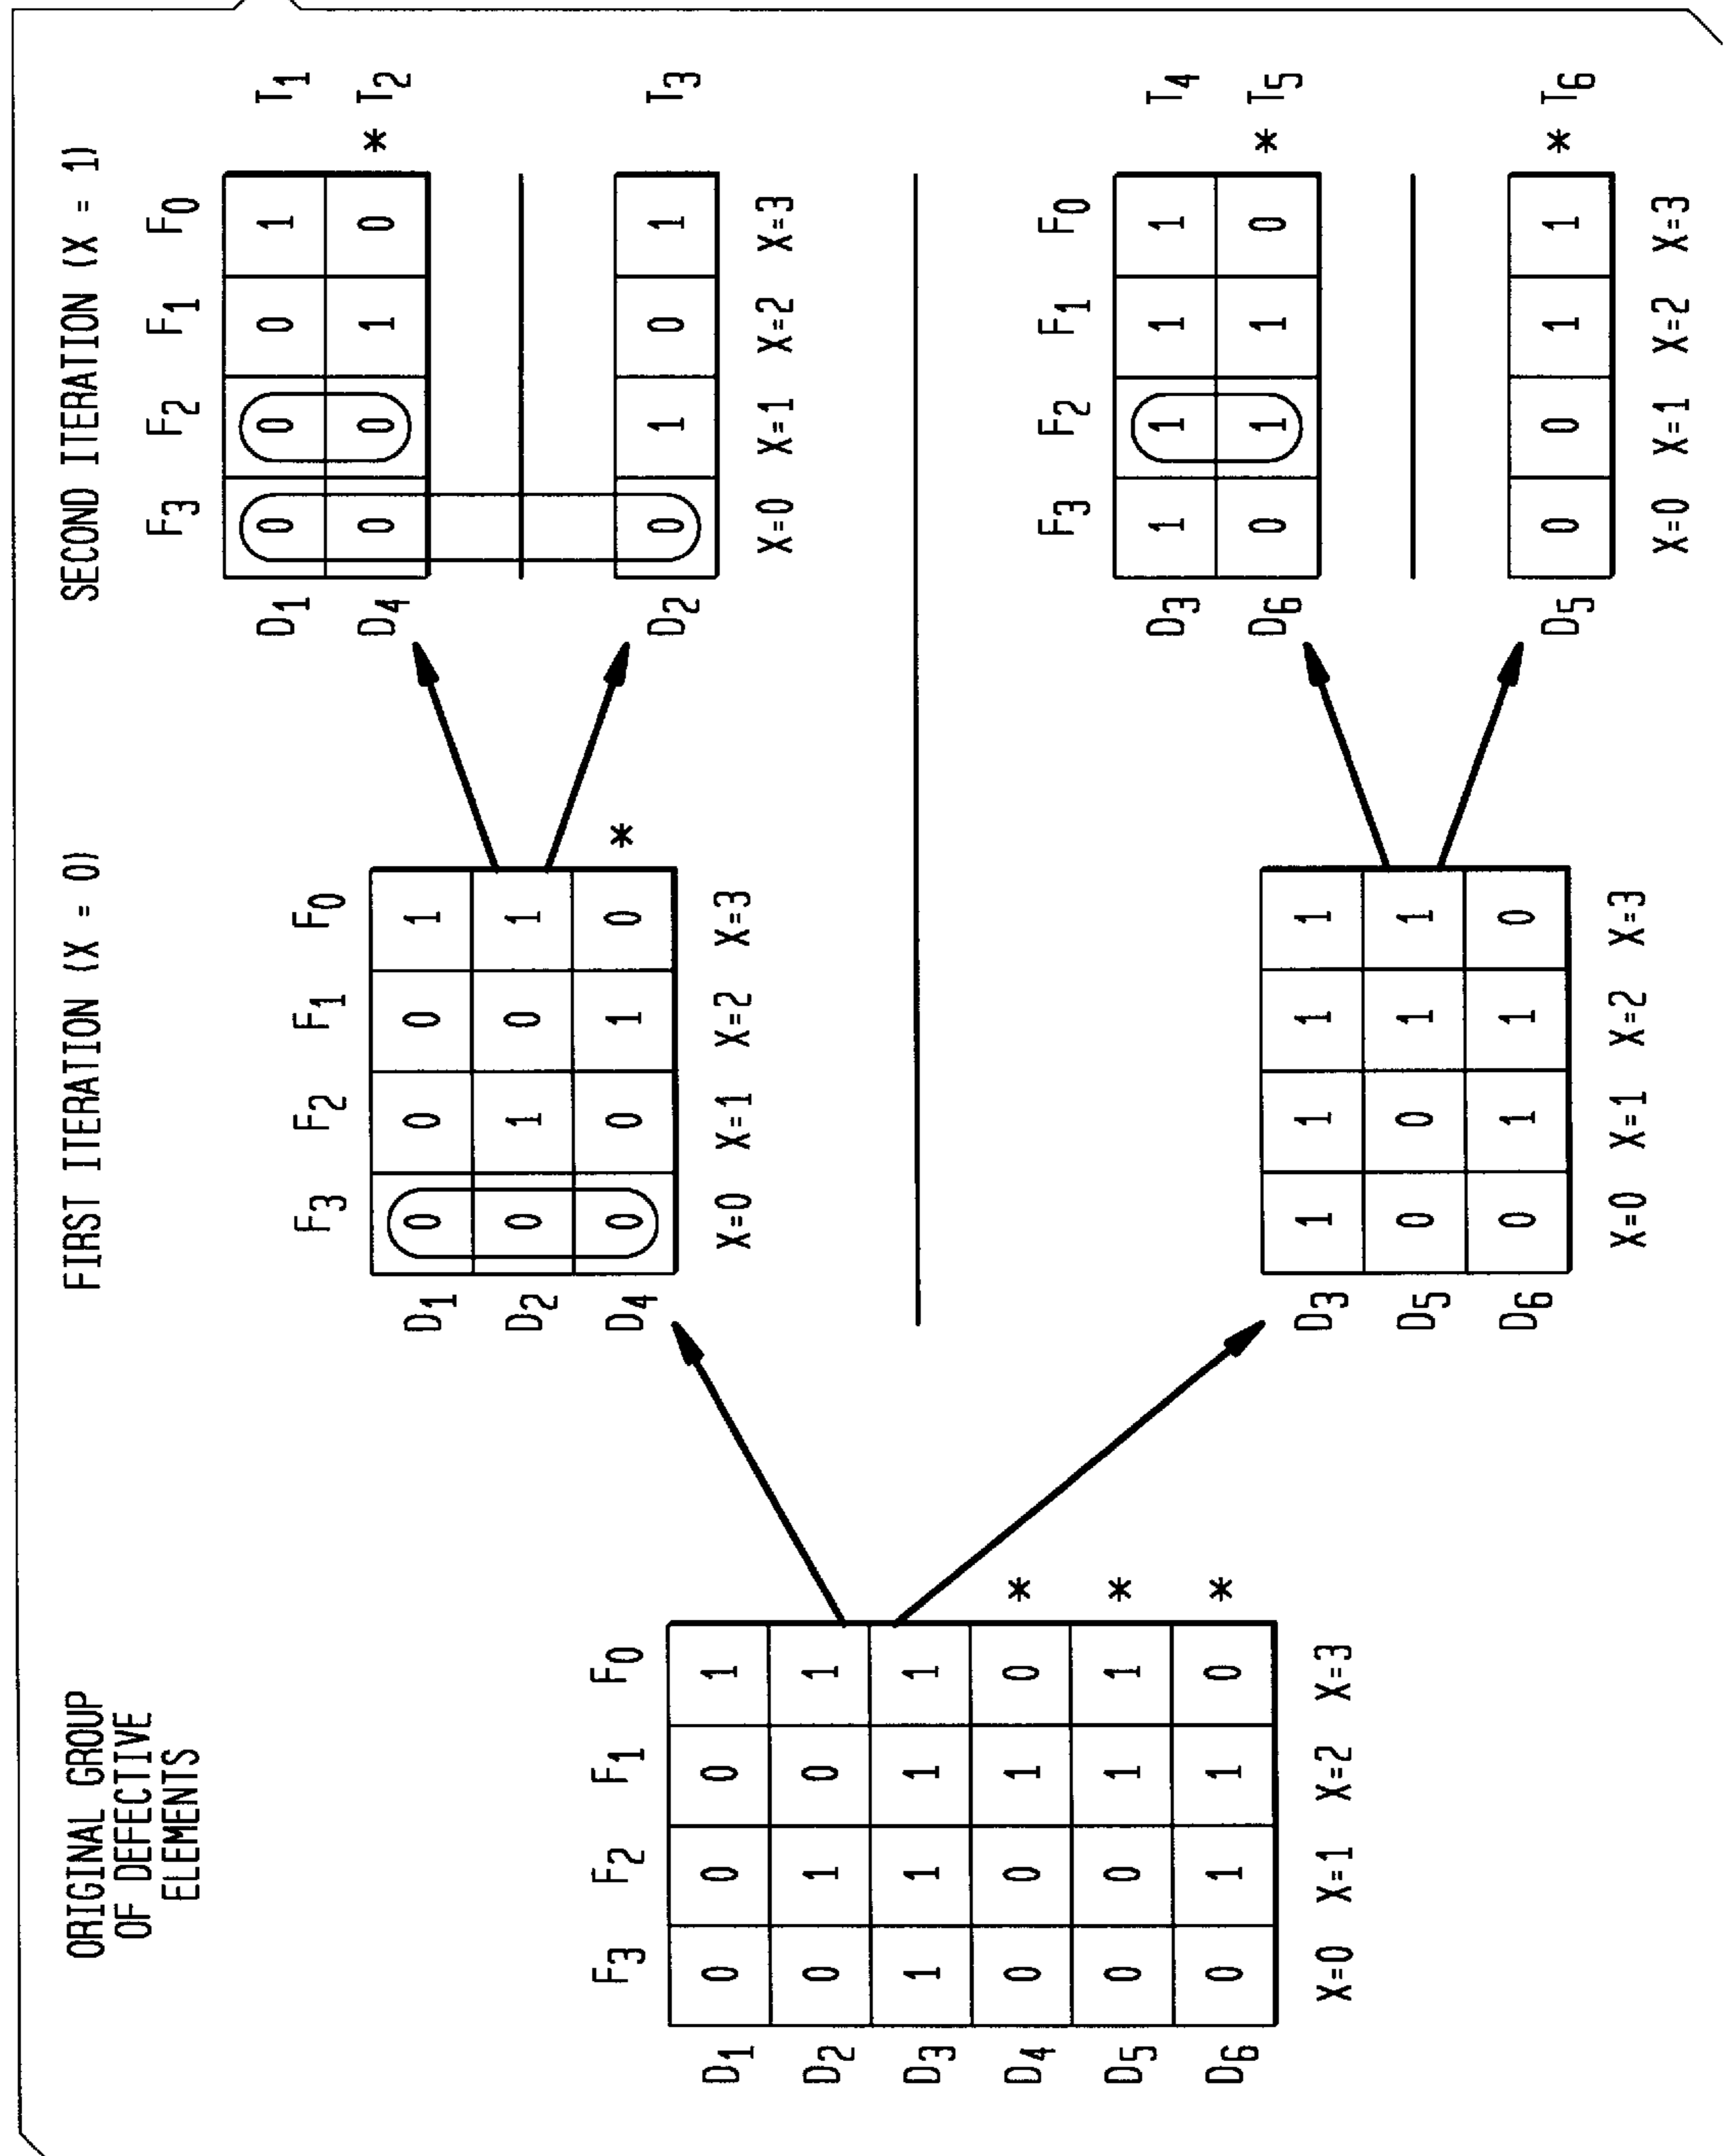 ORIGINAL GROUP
OF DEFECTIVE
ELEMENTS
F3 F2 F1 F0
D1 0 0 0 1
D2 0 1 0 1
D3 1 1 1 1
D4 0 0 1 0 *
D5 0 0 1 1 *
D6 0 1 1 0 *
X=0 X=1 X=2 X=3
FIRST ITERATION (X = 0)
F3 F2 F1 F0
D1 0 0 0 1
D2 0 1 0 1
D4 0 0 1 0 *
X=0 X=1 X=2 X=3
D3 1 1 1 1
D5 0 0 1 1
D6 0 1 1 0
X=0 X=1 X=2 X=3
SECOND ITERATION (X = 1)
F3 F2 F1 F0
D1 0 0 0 1 T1
D4 0 0 1 0 * T2
D2 0 1 0 1 T3
X=0 X=1 X=2 X=3
F3 F2 F1 F0
D3 1 1 1 1 T4
D6 0 1 1 0 * T5
D5 0 0 1 1 * T6
X=0 X=1 X=2 X=3